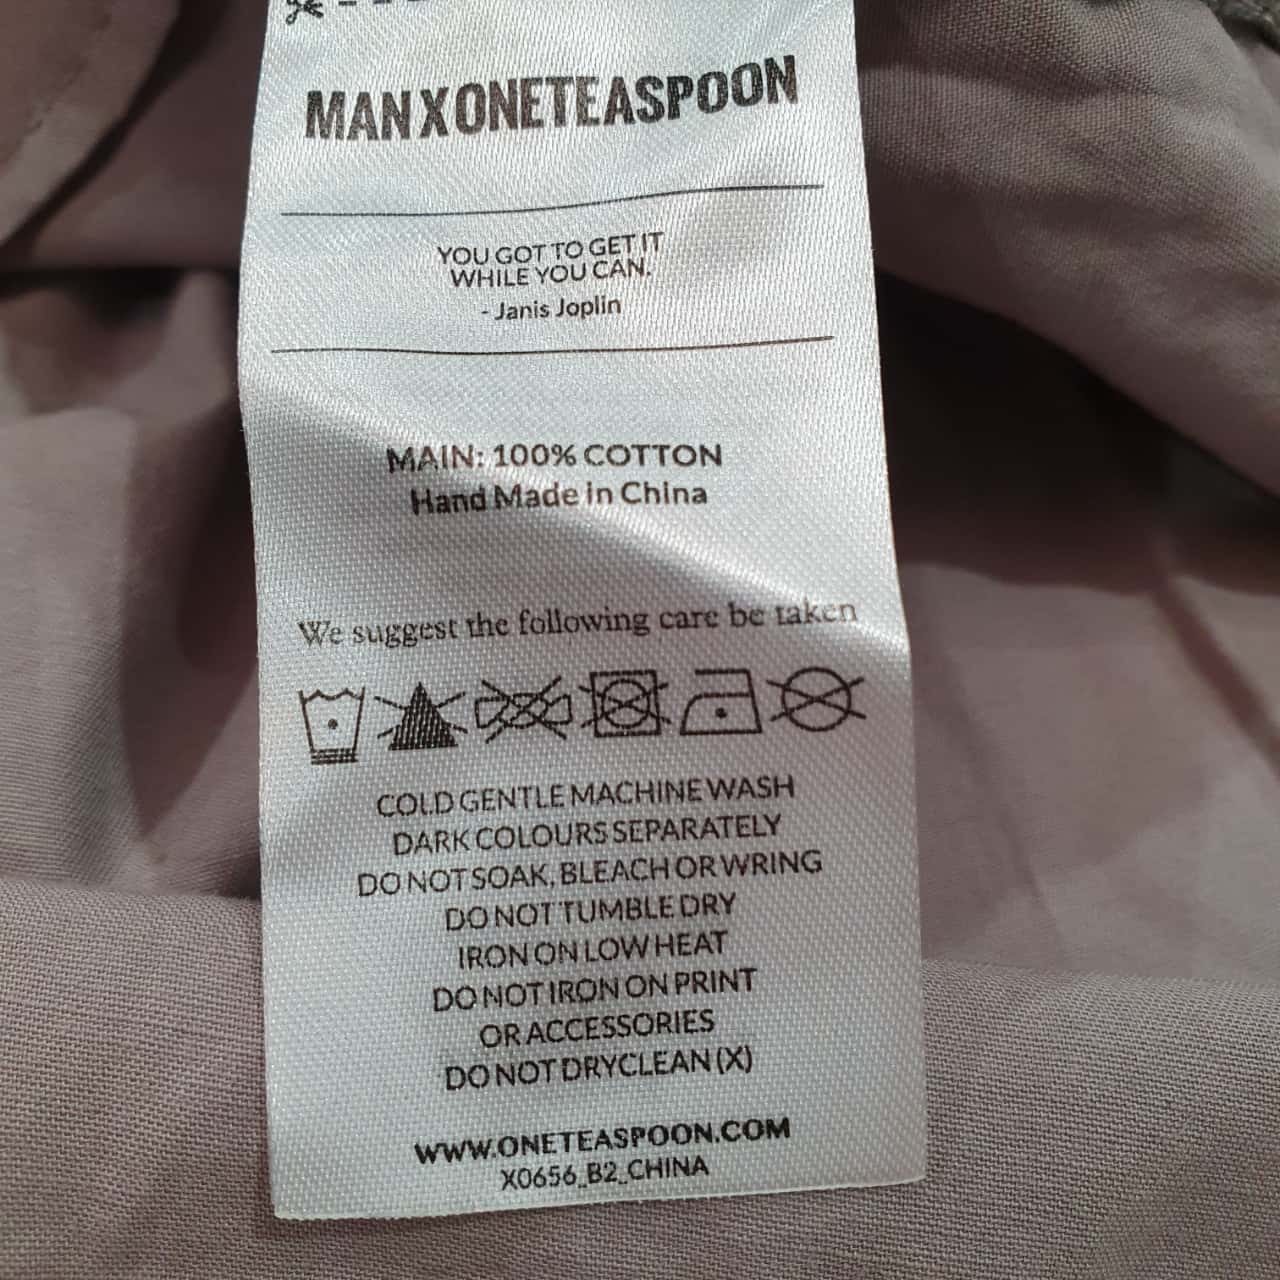 MANXONETEASPOON
YOU GOT TO GET IT
WHILE YOU CAN.
- Janis Joplin
MAIN: 100% COTTON
Hand Made in China
We suggest the following care be taken
COLD GENTLE MACHINE WASH
DARK COLOURS SEPARATELY
DO NOT SOAK, BLEACH OR WRING
DO NOT TUMBLE DRY
IRON ON LOW HEAT
DO NOT IRON ON PRINT
OR ACCESSORIES
DO NOT DRYCLEAN (X)
WWW.ONETEASPOON.COM
X0656_B2_CHINA